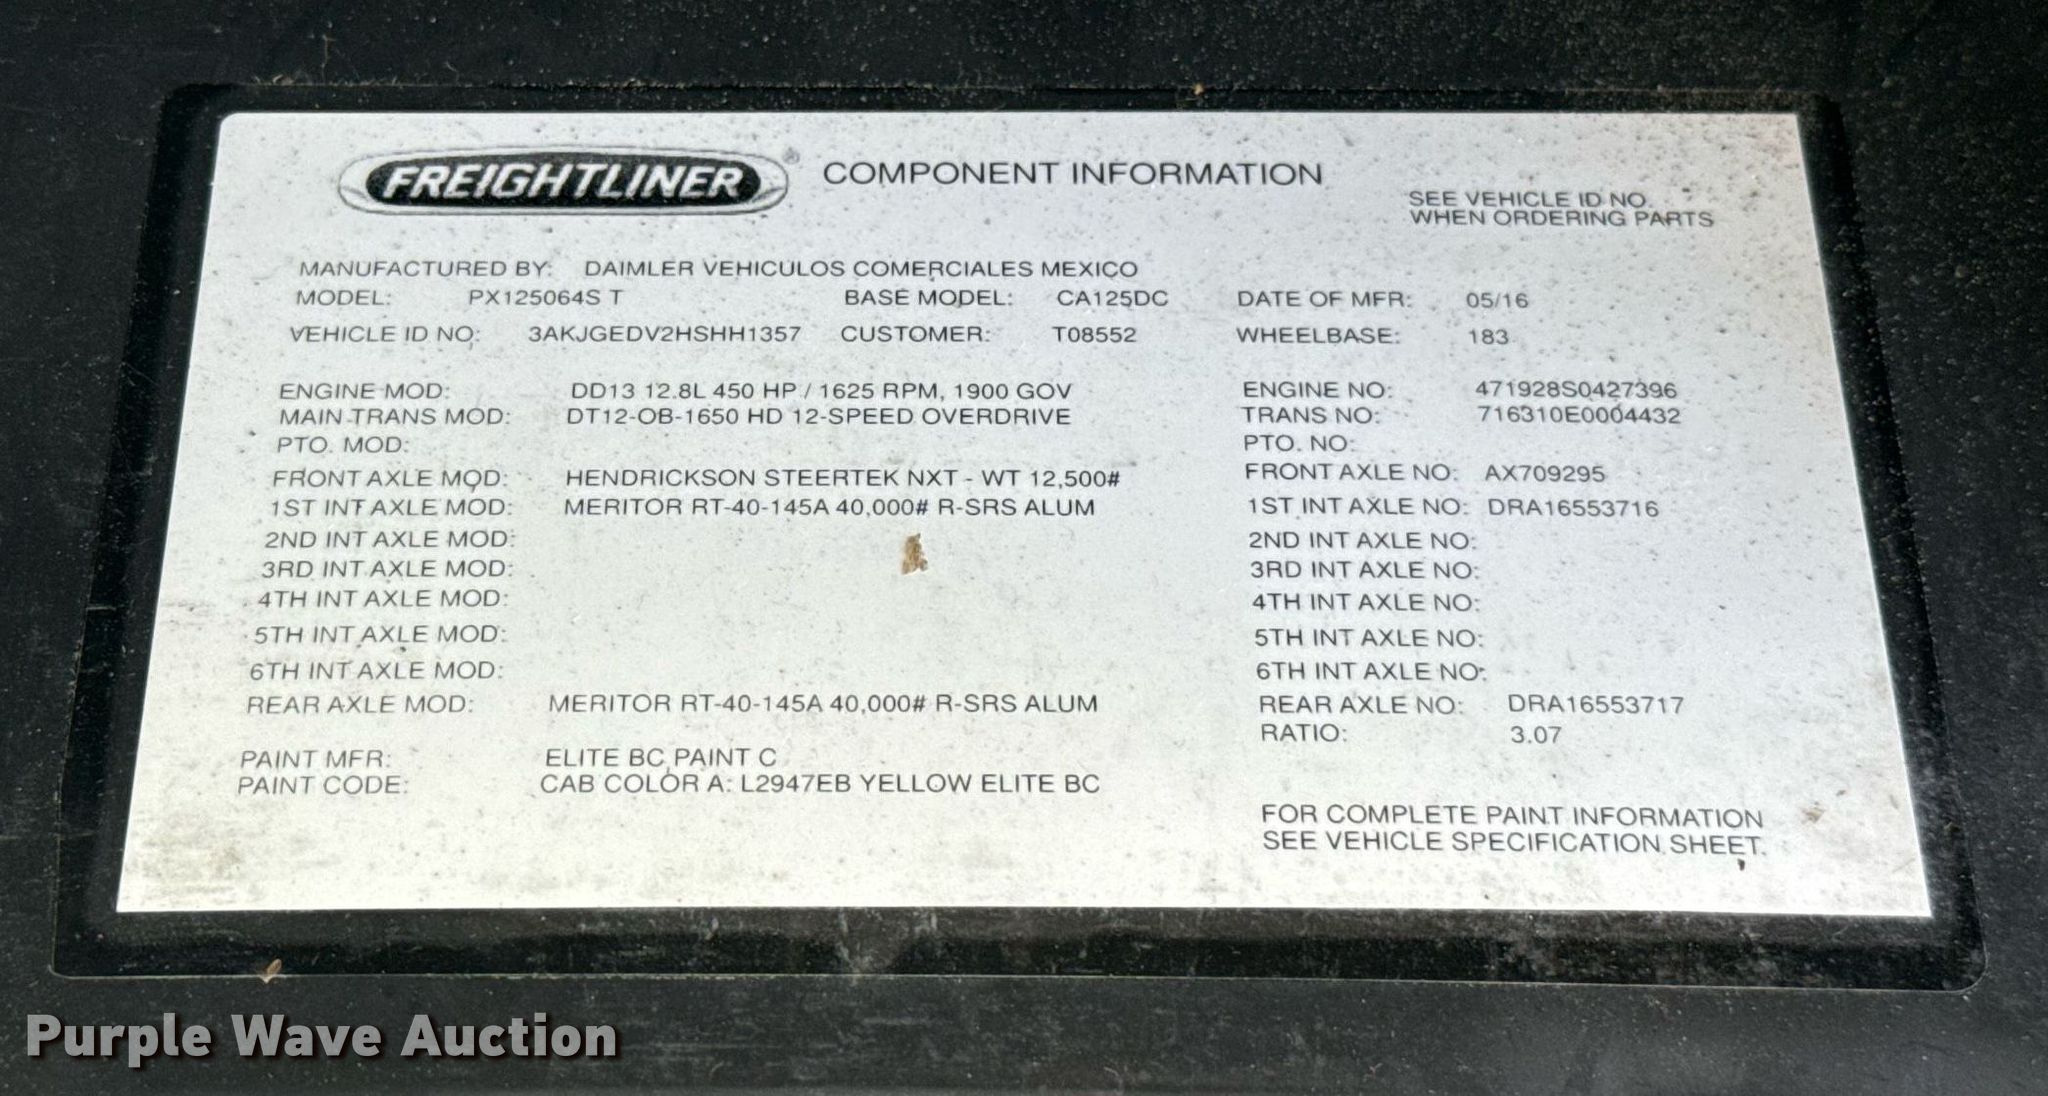 FREIGHTLINER® COMPONENT INFORMATION
SEE VEHICLE ID NO.
WHEN ORDERING PARTS
MANUFACTURED BY: DAIMLER VEHICULOS COMERCIALES MEXICO
MODEL: PX125064S T BASE MODEL: CA125DC DATE OF MFR: 05/16
VEHICLE ID NO: 3AKJGEDV2HSHH1357 CUSTOMER: T08552 WHEELBASE: 183
ENGINE MOD: DD13 12.8L 450 HP / 1625 RPM, 1900 GOV ENGINE NO: 471928S0427396
MAIN TRANS MOD: DT12-OB-1650 HD 12-SPEED OVERDRIVE TRANS NO: 716310E0004432
PTO. MOD: PTO. NO:
FRONT AXLE MOD: HENDRICKSON STEERTEK NXT - WT 12,500# FRONT AXLE NO: AX709295
1ST INT AXLE MOD: MERITOR RT-40-145A 40,000# R-SRS ALUM 1ST INT AXLE NO: DRA16553716
2ND INT AXLE MOD: 2ND INT AXLE NO:
3RD INT AXLE MOD: 3RD INT AXLE NO:
4TH INT AXLE MOD: 4TH INT AXLE NO:
5TH INT AXLE MOD: 5TH INT AXLE NO:
6TH INT AXLE MOD: 6TH INT AXLE NO:
REAR AXLE MOD: MERITOR RT-40-145A 40,000# R-SRS ALUM REAR AXLE NO: DRA16553717
RATIO: 3.07
PAINT MFR: ELITE BC PAINT C
PAINT CODE: CAB COLOR A: L2947EB YELLOW ELITE BC
FOR COMPLETE PAINT INFORMATION
SEE VEHICLE SPECIFICATION SHEET.
Purple Wave Auction